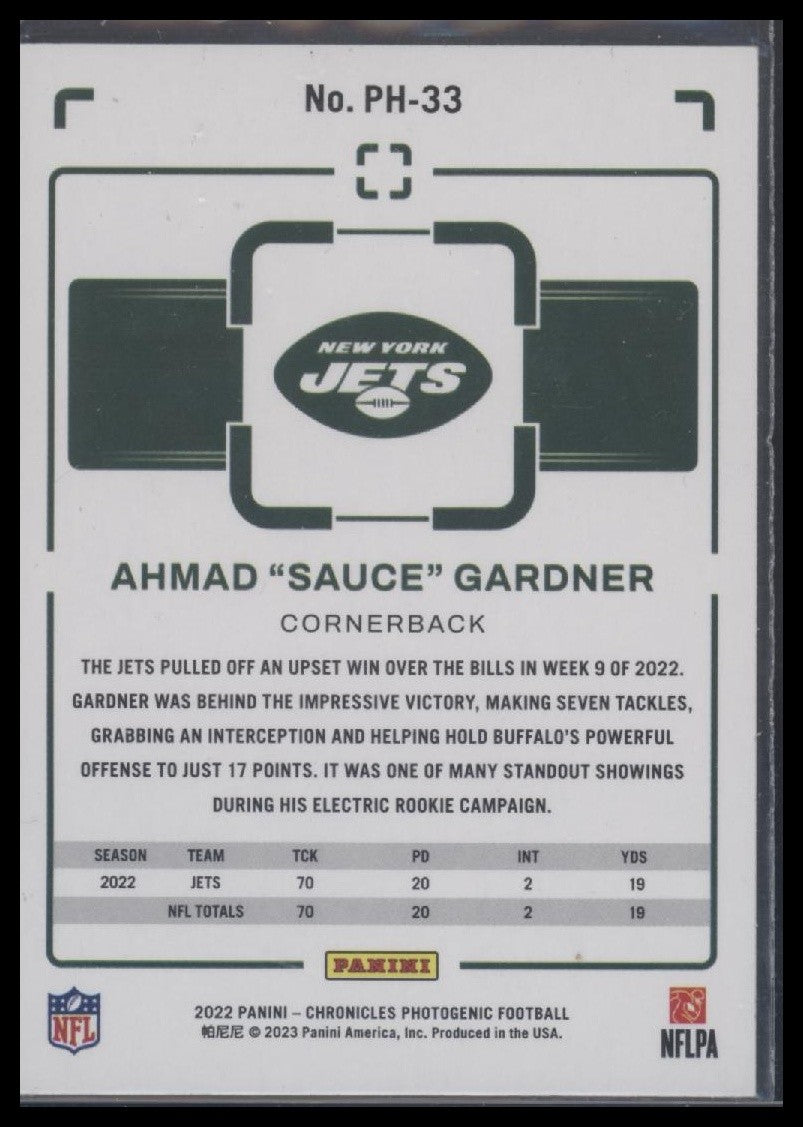 No. PH-33
NEW YORK
JETS
AHMAD “SAUCE” GARDNER
CORNERBACK
THE JETS PULLED OFF AN UPSET WIN OVER THE BILLS IN WEEK 9 OF 2022.
GARDNER WAS BEHIND THE IMPRESSIVE VICTORY, MAKING SEVEN TACKLES,
GRABBING AN INTERCEPTION AND HELPING HOLD BUFFALO'S POWERFUL
OFFENSE TO JUST 17 POINTS. IT WAS ONE OF MANY STANDOUT SHOWINGS
DURING HIS ELECTRIC ROOKIE CAMPAIGN.
SEASON TEAM TCK PD INT YDS
2022 JETS 70 20 2 19
NFL TOTALS 70 20 2 19
PANINI
NFL
2022 PANINI – CHRONICLES PHOTOGENIC FOOTBALL
帕尼尼 © 2023 Panini America, Inc. Produced in the USA.
NFLPA